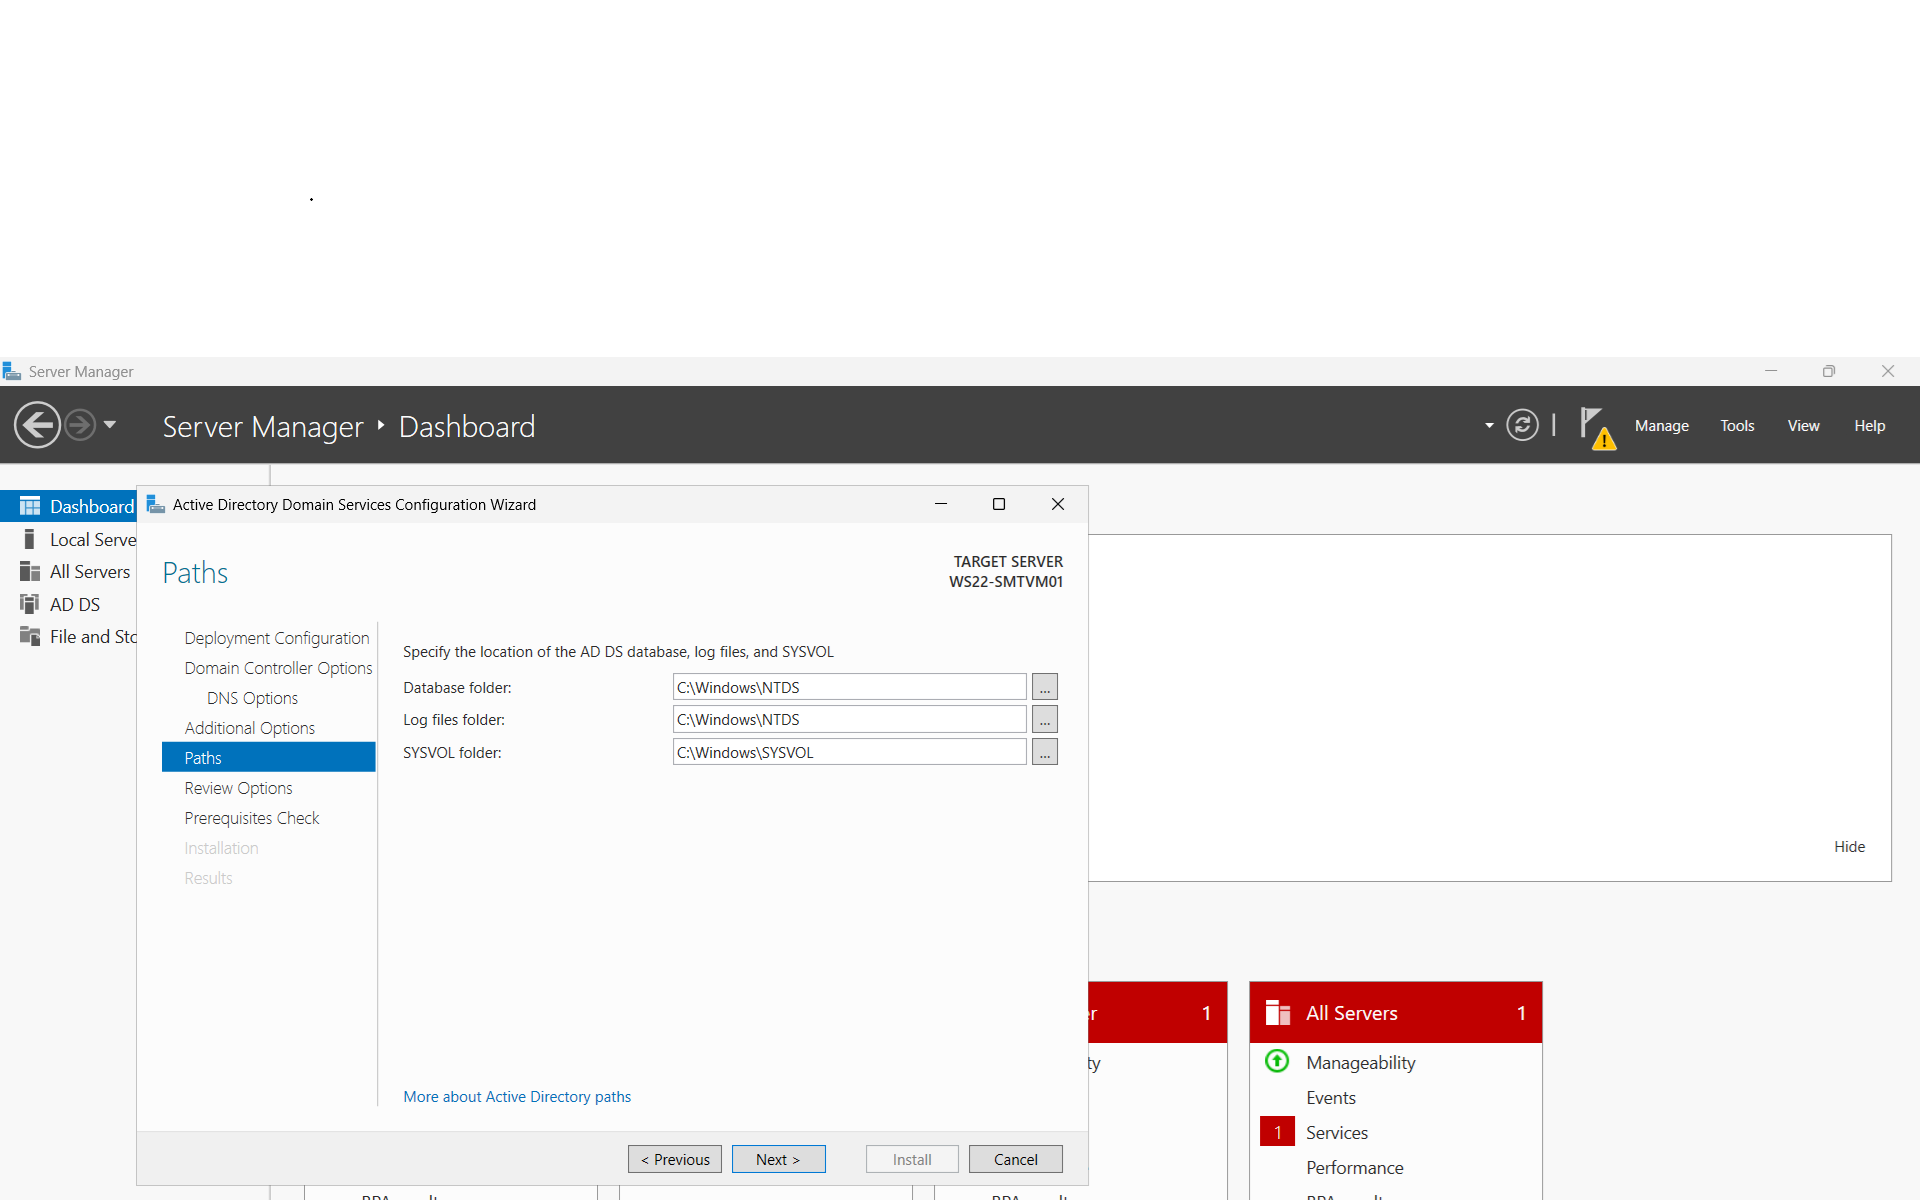 Server Manager
Server Manager ‣ Dashboard
Manage Tools View Help
Dashboard
Local Serve
All Servers
AD DS
File and Sto
Active Directory Domain Services Configuration Wizard
Paths
TARGET SERVER
WS22-SMTVM01
Deployment Configuration
Domain Controller Options
DNS Options
Additional Options
Paths
Review Options
Prerequisites Check
Installation
Results
Specify the location of the AD DS database, log files, and SYSVOL
Database folder: C:\Windows\NTDS ...
Log files folder: C:\Windows\NTDS ...
SYSVOL folder: C:\Windows\SYSVOL ...
More about Active Directory paths
< Previous Next > Install Cancel
Hide
1
All Servers 1
Manageability
Events
1 Services
Performance